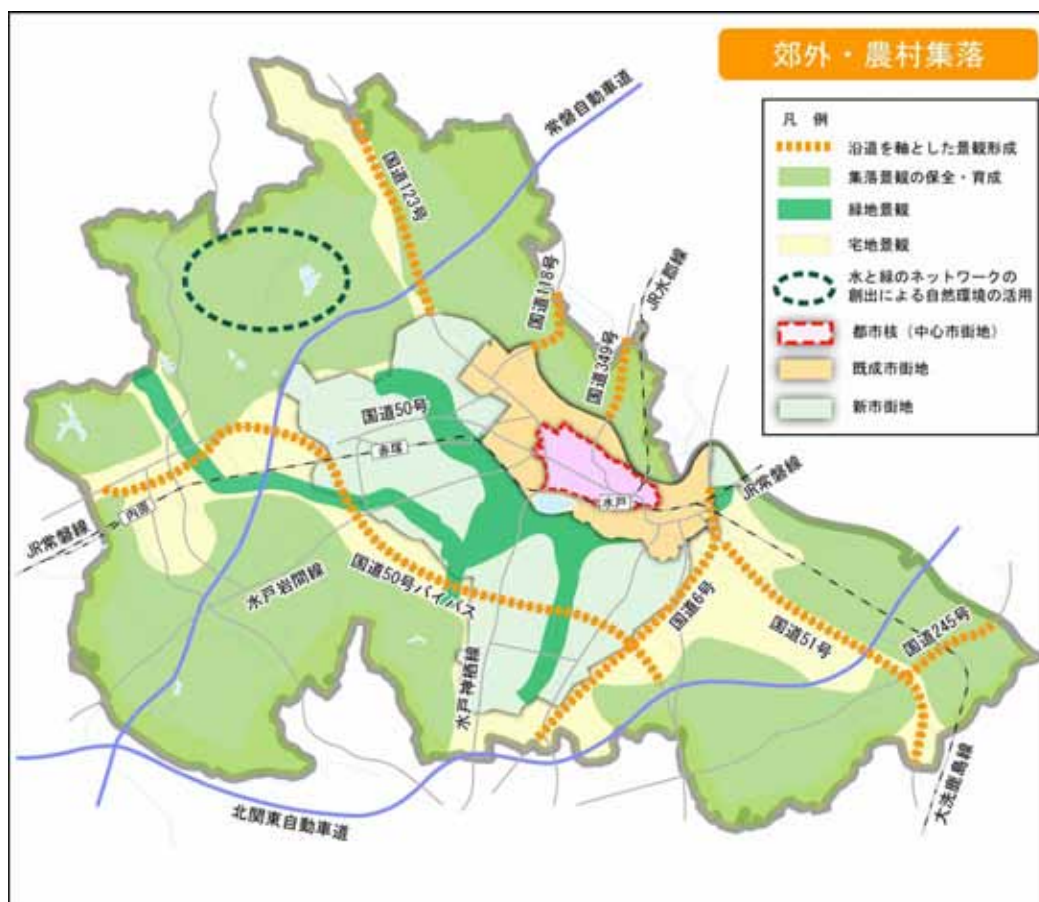 郊外・農村集落
凡 例
沿道を軸とした景観形成
集落景観の保全・育成
緑地景観
宅地景観
水と緑のネットワークの
創出による自然環境の活用
都市核（中心市街地）
既成市街地
新市街地
常磐自動車道
国道123号
国道118号
JR水郡線
国道349号
国道50号
赤塚
水戸
JR常磐線
内原
JR常磐線
水戸岩間線
国道50号バイパス
国道6号
国道51号
国道245号
水戸神栖線
大洗鹿島線
北関東自動車道